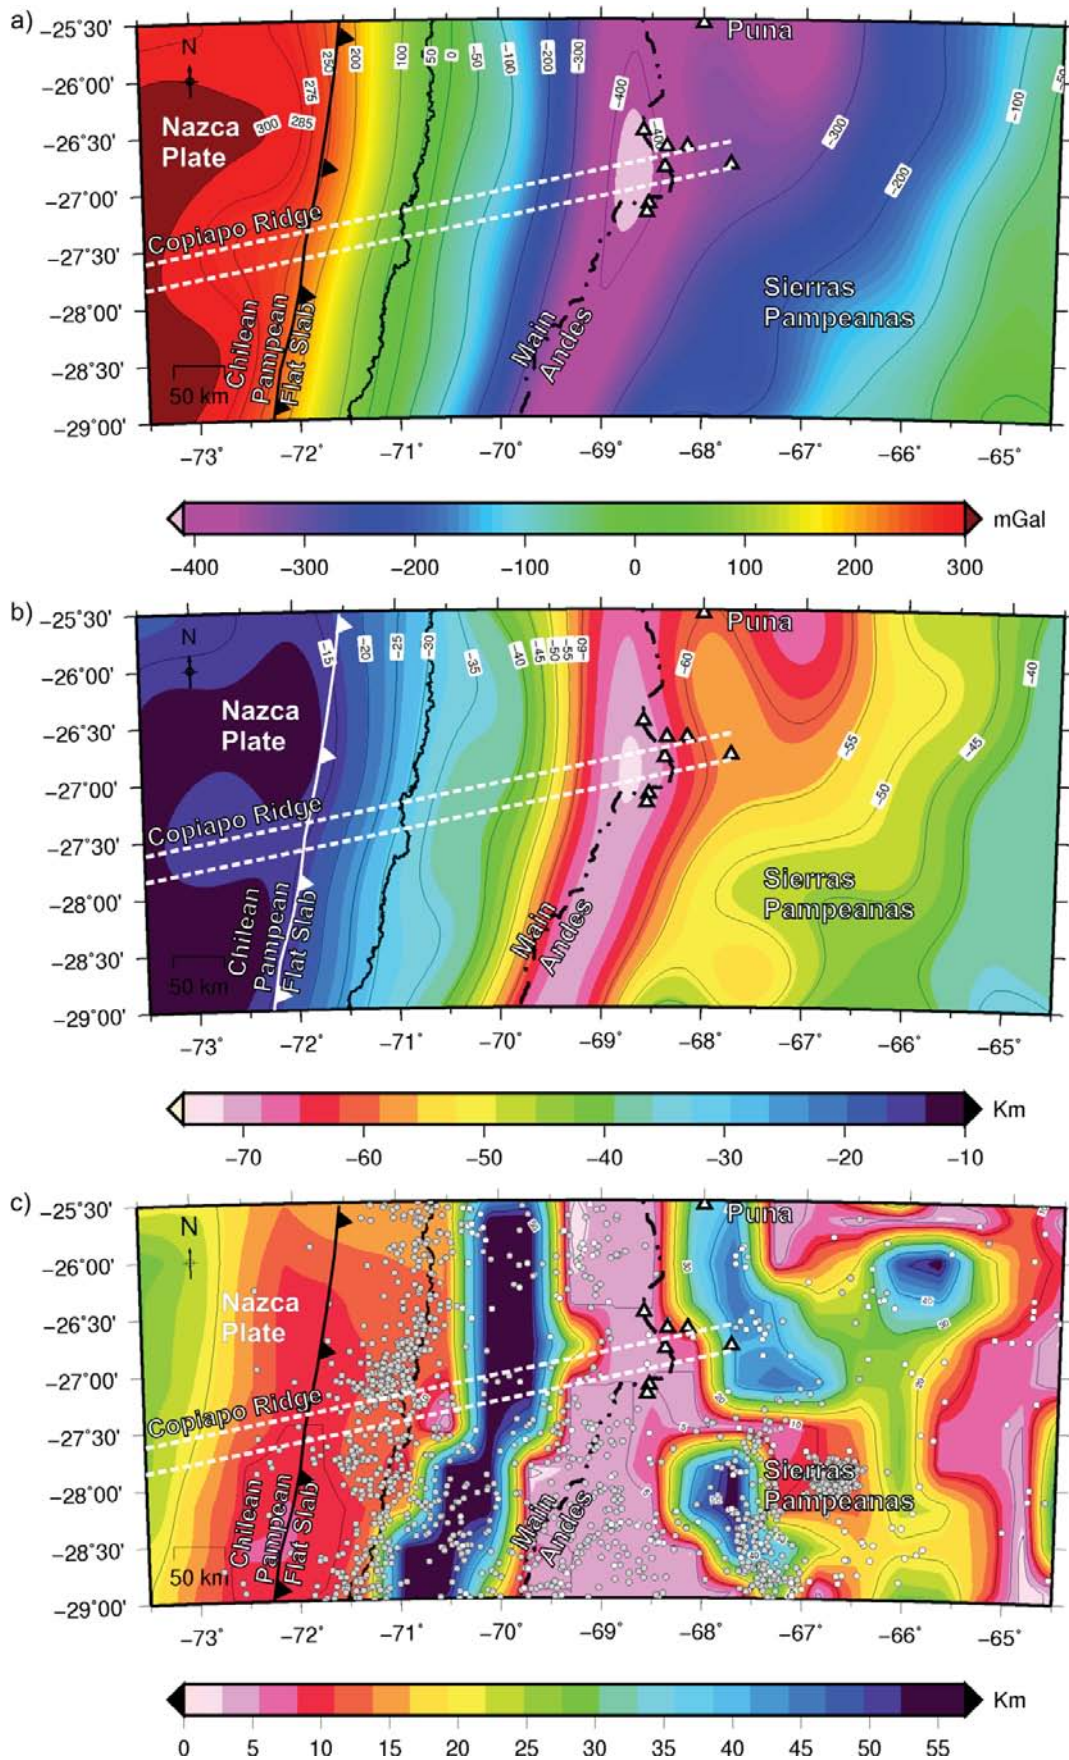 a)
−25˚30'
−26˚00'
−26˚30'
−27˚00'
−27˚30'
−28˚00'
−28˚30'
−29˚00'
N
Nazca
Plate
Copiapo Ridge
Chilean
Pampean
Flat Slab
50 km
Main
Andes
Puna
Sierras
Pampeanas
300
285
275
250
200
100
50
0
−50
−100
−200
−300
−400
−400
−300
−200
−100
−73˚ −72˚ −71˚ −70˚ −69˚ −68˚ −67˚ −66˚ −65˚
mGal
−400 −300 −200 −100 0 100 200 300
b)
−25˚30'
−26˚00'
−26˚30'
−27˚00'
−27˚30'
−28˚00'
−28˚30'
−29˚00'
N
Nazca
Plate
Copiapo Ridge
Chilean
Pampean
Flat Slab
50 km
Main
Andes
Puna
Sierras
Pampeanas
−15
−20
−25
−30
−35
−40
−45
−50
−55
−60
−60
−55
−50
−45
−40
−73˚ −72˚ −71˚ −70˚ −69˚ −68˚ −67˚ −66˚ −65˚
Km
−70 −60 −50 −40 −30 −20 −10
c)
−25˚30'
−26˚00'
−26˚30'
−27˚00'
−27˚30'
−28˚00'
−28˚30'
−29˚00'
N
Nazca
Plate
Copiapo Ridge
Chilean
Pampean
Flat Slab
50 km
Main
Andes
Puna
Sierras
Pampeanas
30
20
10
5
40
30
20
−73˚ −72˚ −71˚ −70˚ −69˚ −68˚ −67˚ −66˚ −65˚
Km
0 5 10 15 20 25 30 35 40 45 50 55